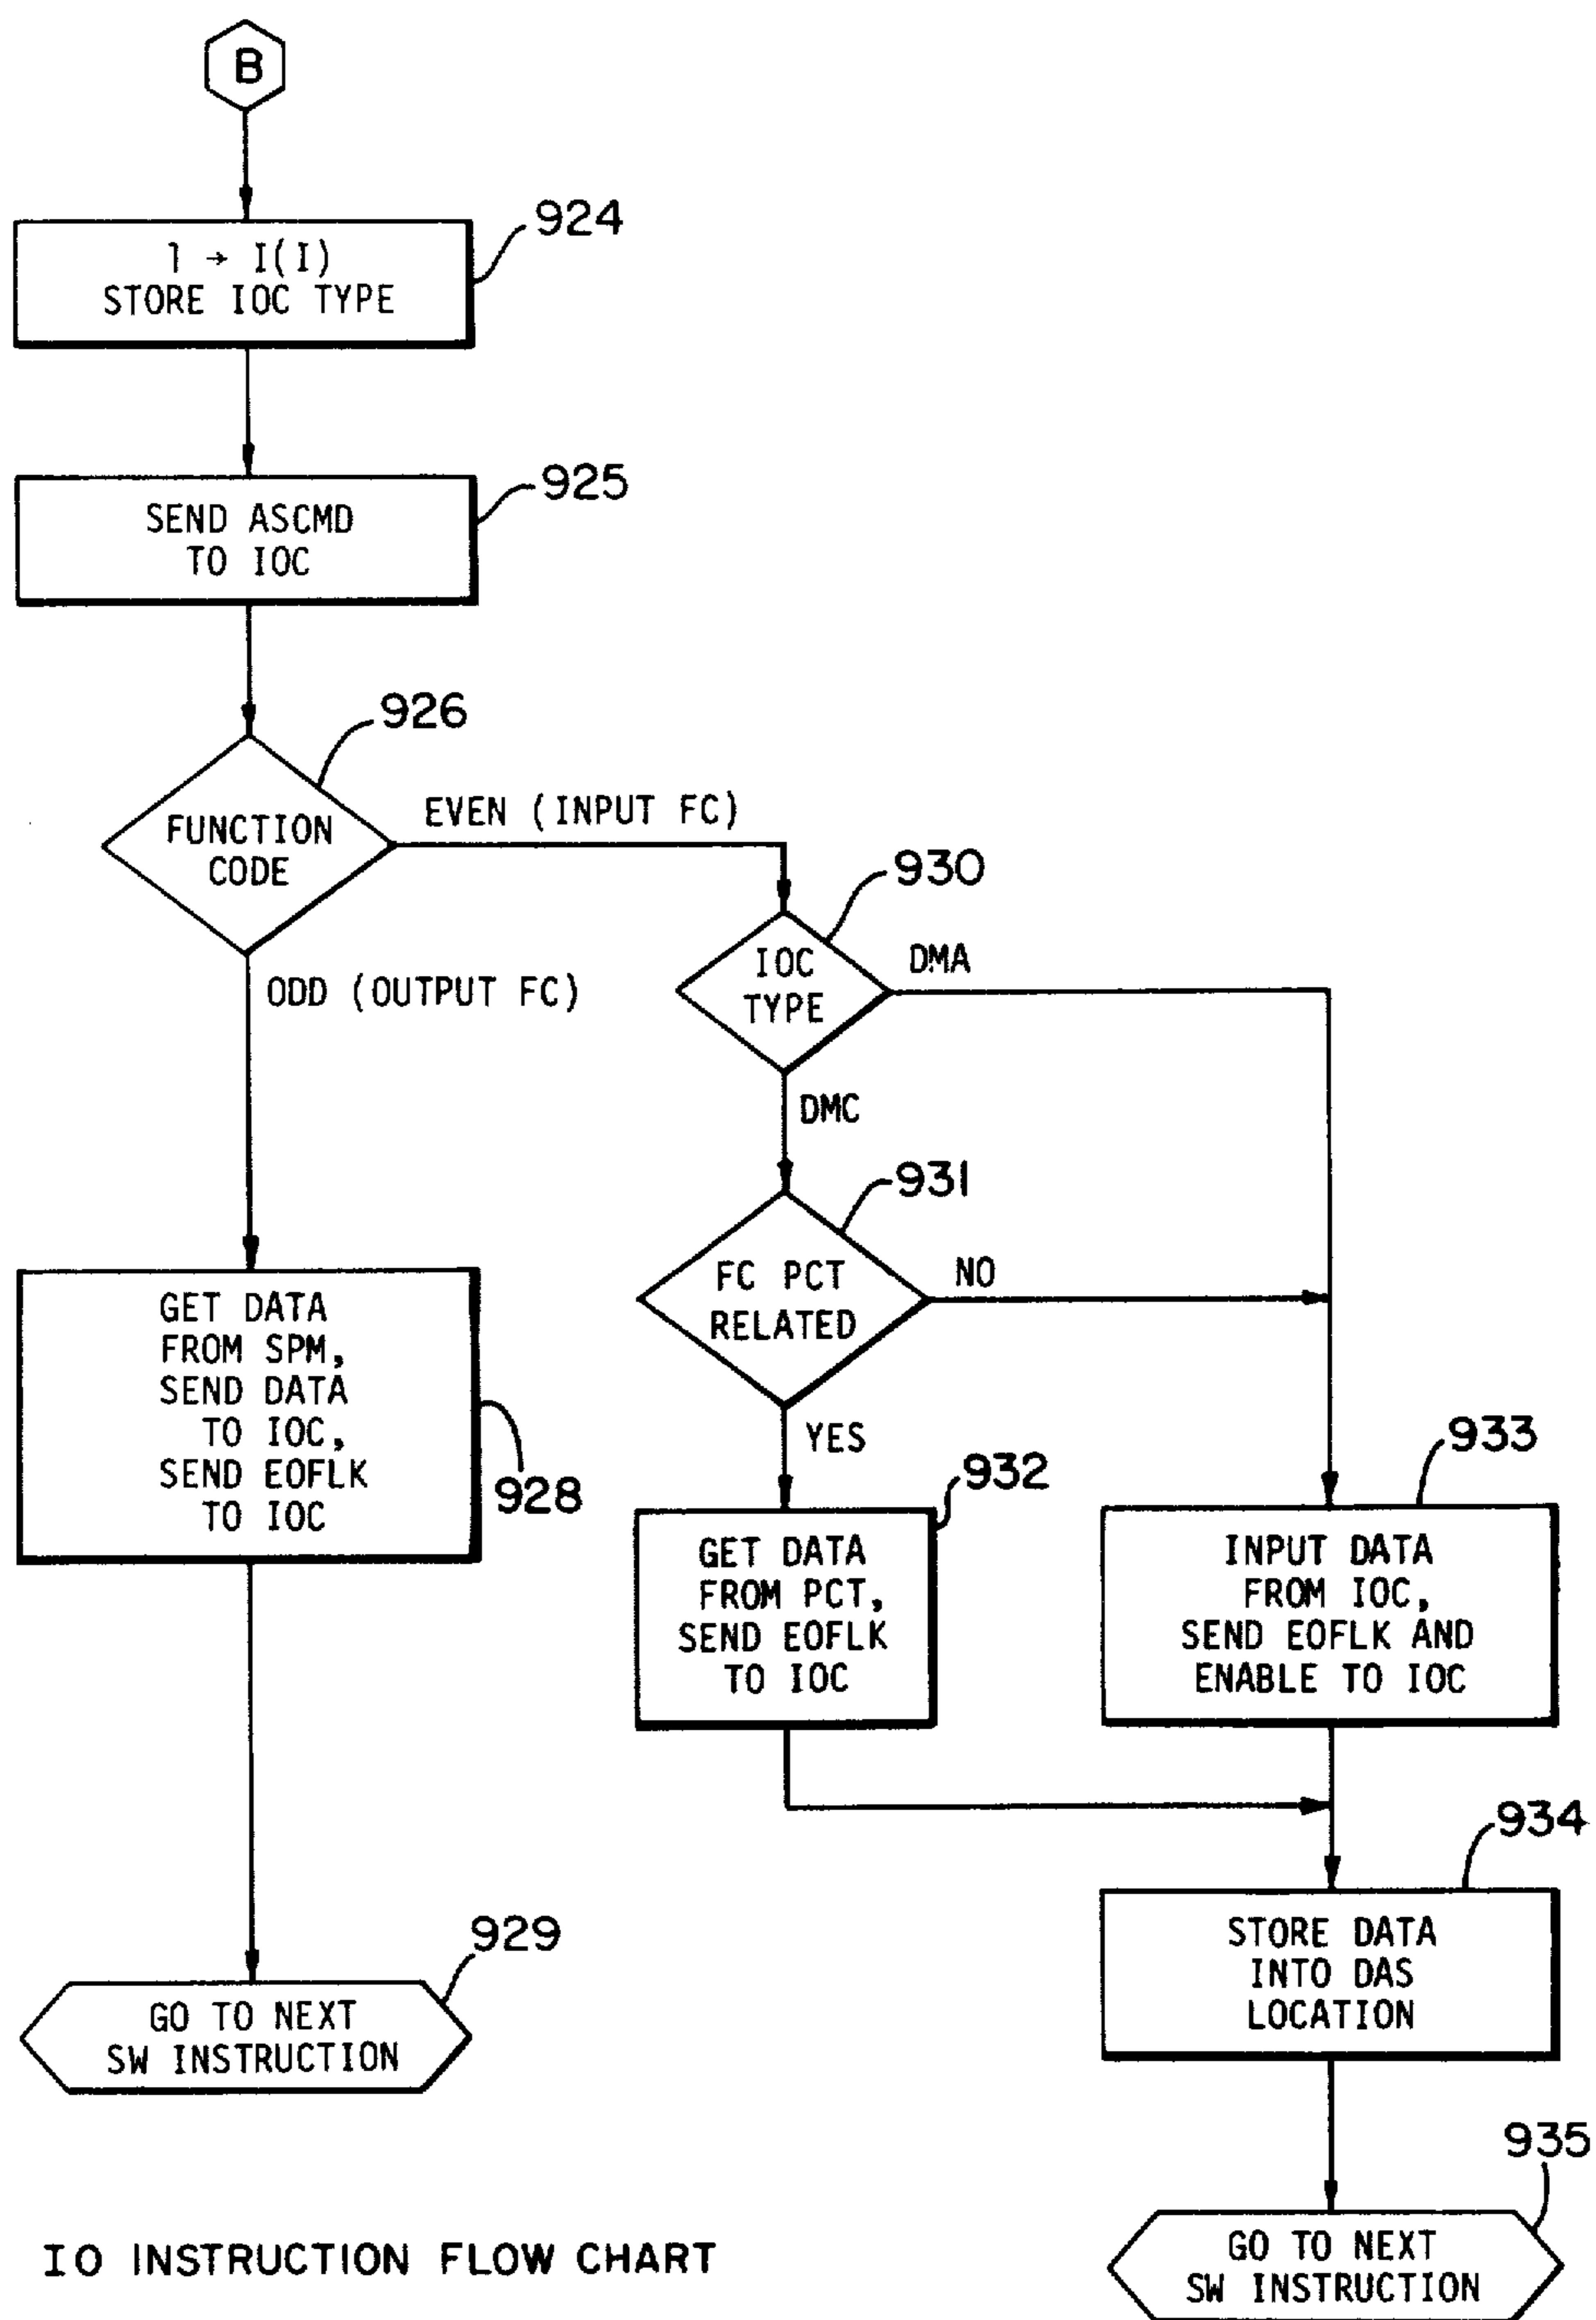 B
924
1 → I(I)
STORE IOC TYPE
925
SEND ASCMD
TO IOC
926
FUNCTION
CODE
EVEN (INPUT FC)
ODD (OUTPUT FC)
930
IOC
TYPE
DMA
DMC
931
FC PCT
RELATED
NO
YES
GET DATA
FROM SPM,
SEND DATA
TO IOC,
SEND EOFLK
TO IOC
928
932
GET DATA
FROM PCT,
SEND EOFLK
TO IOC
933
INPUT DATA
FROM IOC,
SEND EOFLK AND
ENABLE TO IOC
934
STORE DATA
INTO DAS
LOCATION
929
GO TO NEXT
SW INSTRUCTION
935
GO TO NEXT
SW INSTRUCTION
IO INSTRUCTION FLOW CHART